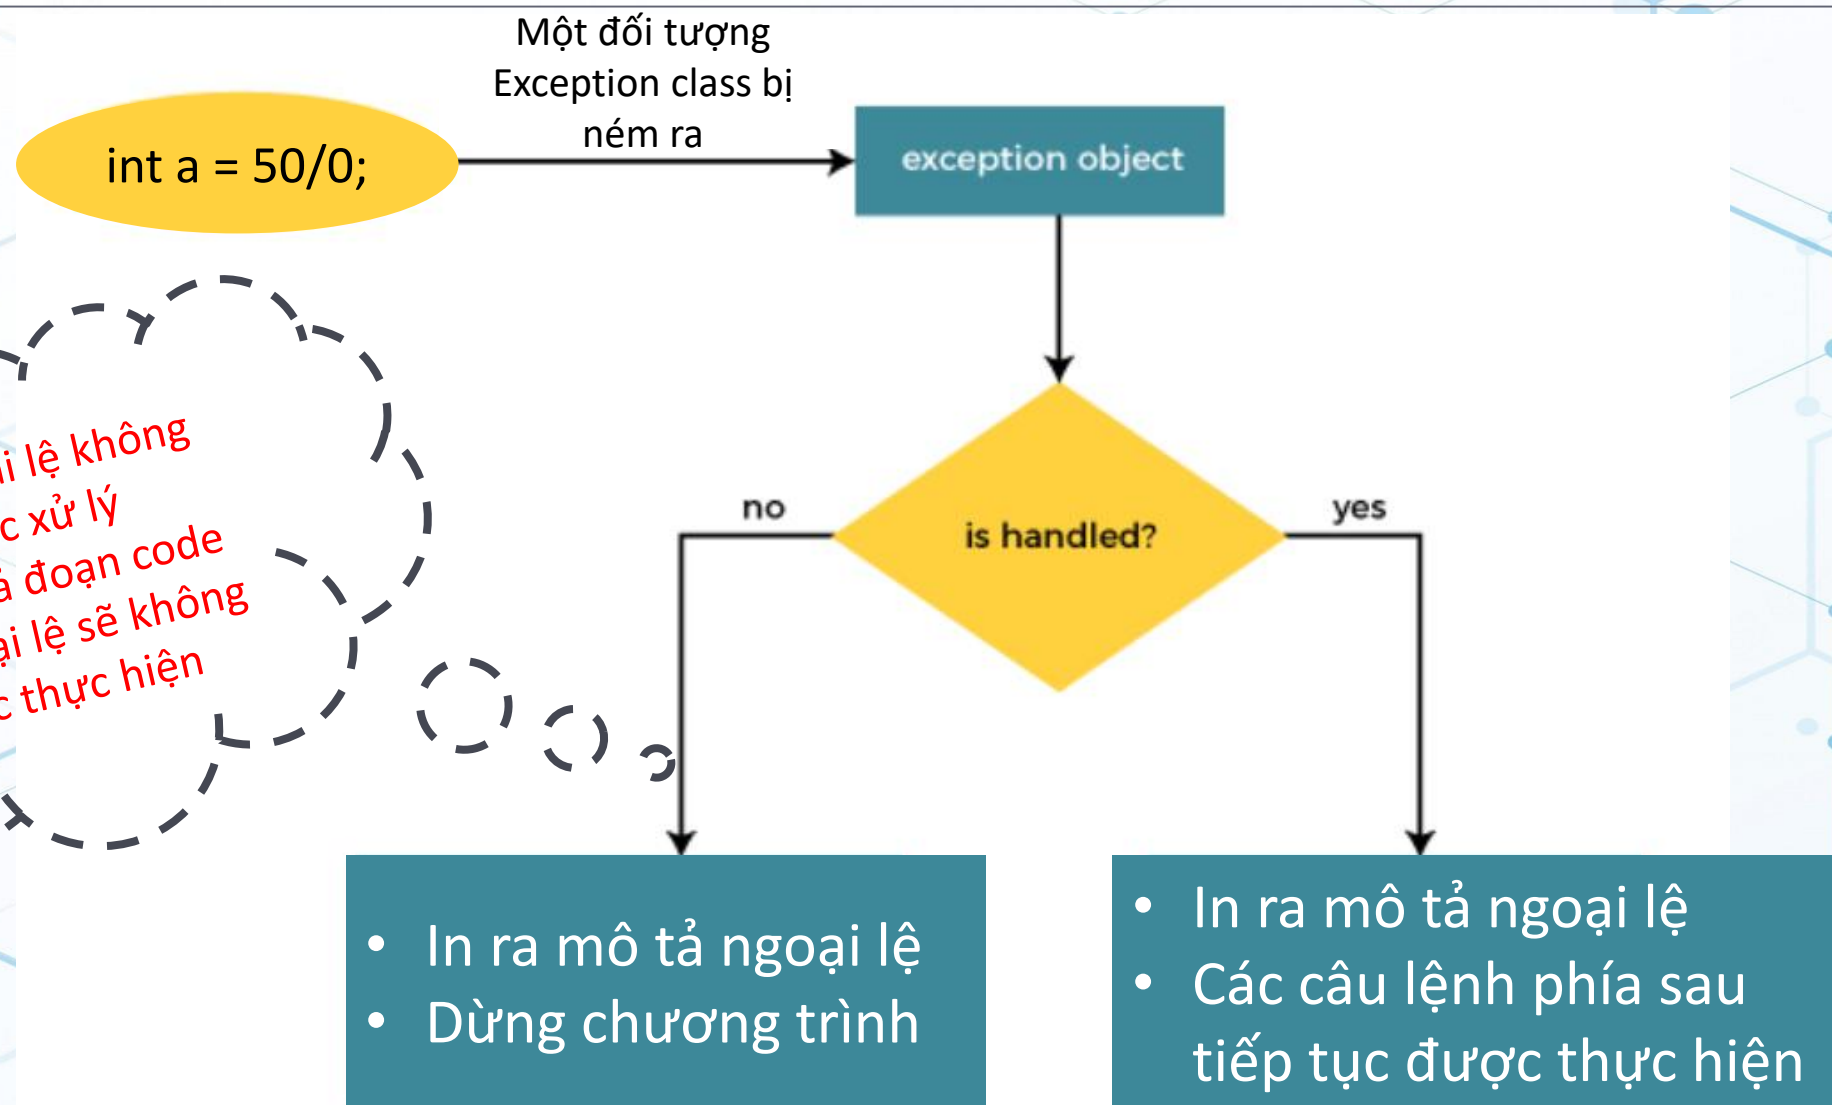 Một đối tượng
Exception class bị
ném ra
int a = 50/0;
exception object
lệ không
xử lý
đoạn code
lệ sẽ không
thực hiện
no
is handled?
yes
• In ra mô tả ngoại lệ
• Dừng chương trình
• In ra mô tả ngoại lệ
• Các câu lệnh phía sau
tiếp tục được thực hiện